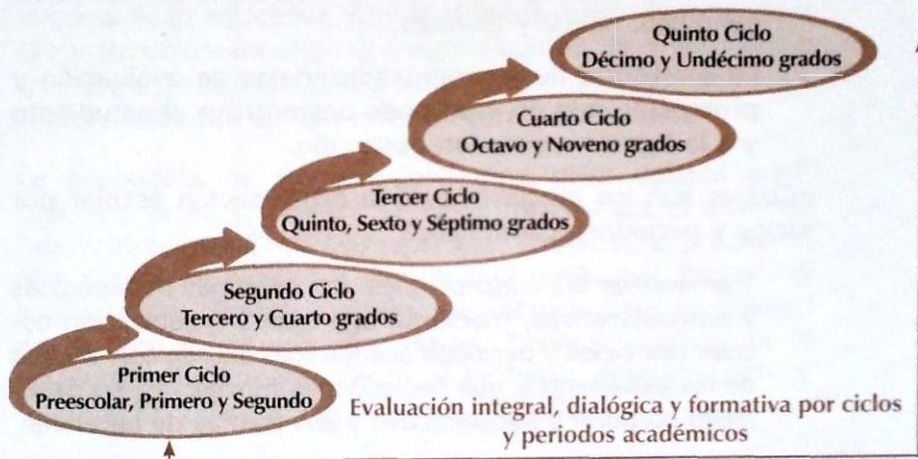 Quinto Ciclo
Décimo y Undécimo grados
Cuarto Ciclo
Octavo y Noveno grados
Tercer Ciclo
Quinto, Sexto y Séptimo grados
Segundo Ciclo
Tercero y Cuarto grados
Primer Ciclo
Preescolar, Primero y Segundo
Evaluación integral, dialógica y formativa por ciclos
y periodos académicos